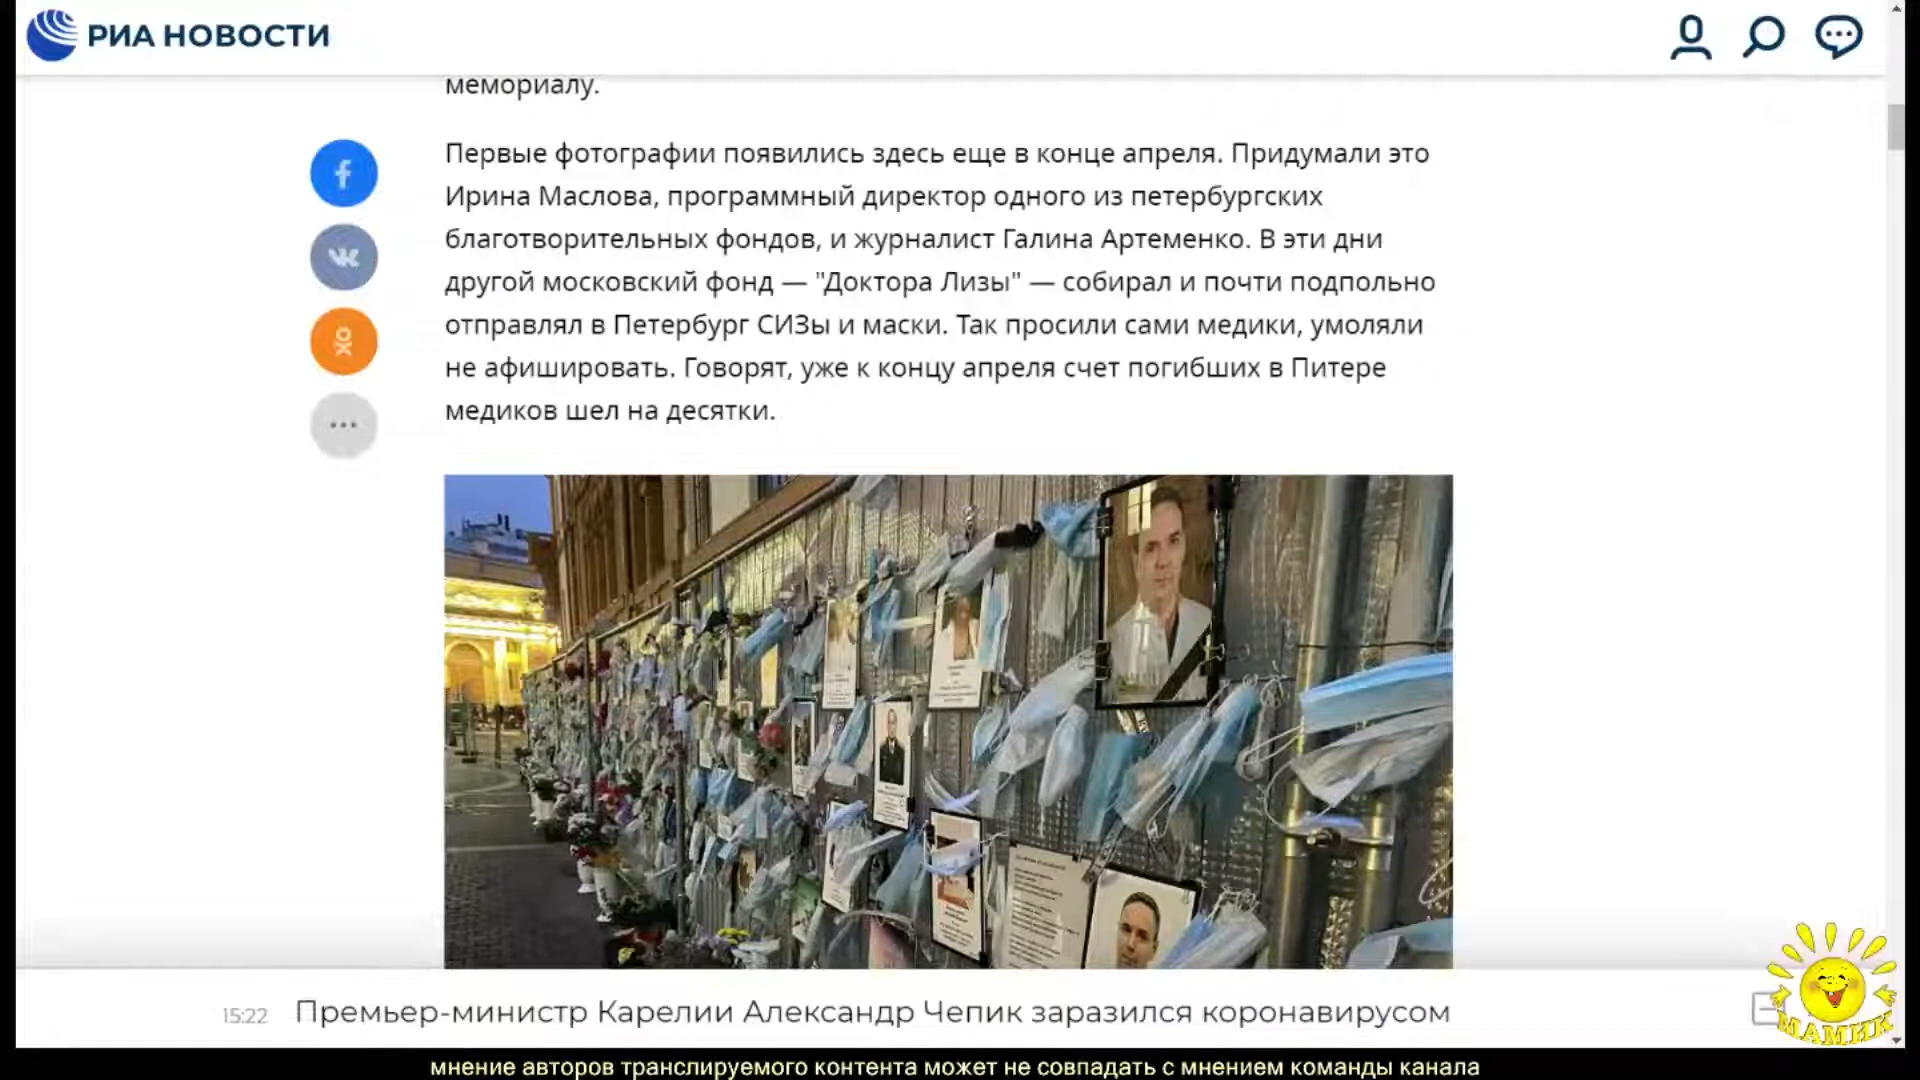 РИА НОВОСТИ
мемориалу.
Первые фотографии появились здесь еще в конце апреля. Придумали это
Ирина Маслова, программный директор одного из петербургских
благотворительных фондов, и журналист Галина Артеменко. В эти дни
другой московский фонд — "Доктора Лизы" — собирал и почти подпольно
отправлял в Петербург СИЗы и маски. Так просили сами медики, умоляли
не афишировать. Говорят, уже к концу апреля счет погибших в Питере
медиков шел на десятки.
15:22 Премьер-министр Карелии Александр Чепик заразился коронавирусом
МАМИК
мнение авторов транслируемого контента может не совпадать с мнением команды канала